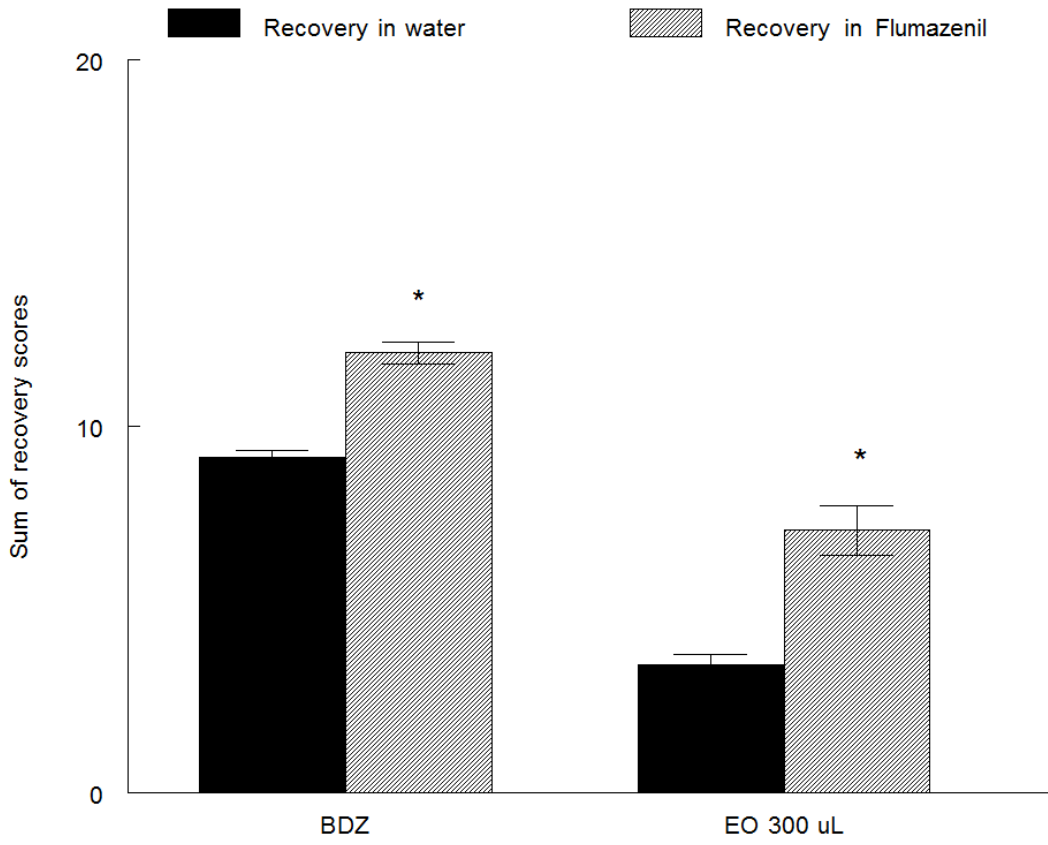 Recovery in water
Recovery in Flumazenil
20
10
0
Sum of recovery scores
*
*
BDZ
EO 300 uL